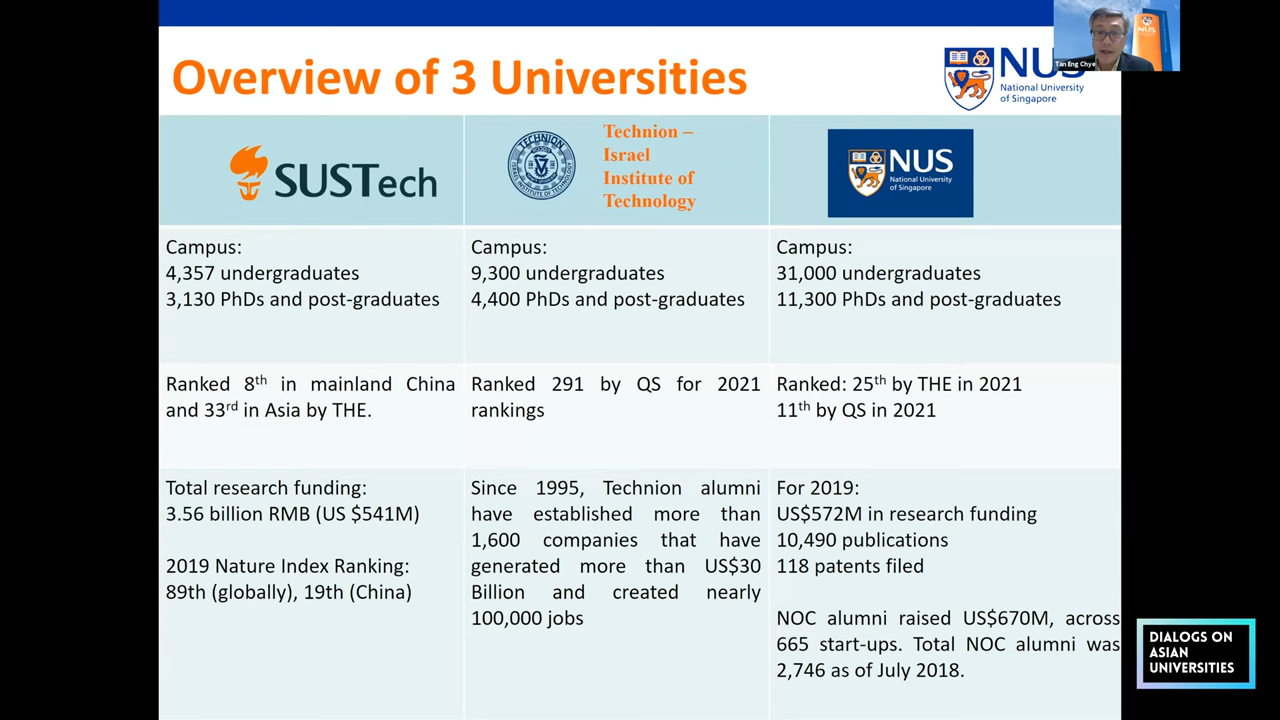 Overview of 3 Universities
NUS
National University
of Singapore
Tan Eng Chye
NUS
SUSTech
TECHNION
ISRAEL INSTITUTE OF TECHNOLOGY
Technion –
Israel
Institute of
Technology
NUS
National University
of Singapore
Campus:
4,357 undergraduates
3,130 PhDs and post-graduates
Campus:
9,300 undergraduates
4,400 PhDs and post-graduates
Campus:
31,000 undergraduates
11,300 PhDs and post-graduates
Ranked 8th in mainland China
and 33rd in Asia by THE.
Ranked 291 by QS for 2021
rankings
Ranked: 25th by THE in 2021
11th by QS in 2021
Total research funding:
3.56 billion RMB (US $541M)
2019 Nature Index Ranking:
89th (globally), 19th (China)
Since 1995, Technion alumni
have established more than
1,600 companies that have
generated more than US$30
Billion and created nearly
100,000 jobs
For 2019:
US$572M in research funding
10,490 publications
118 patents filed
NOC alumni raised US$670M, across
665 start-ups. Total NOC alumni was
2,746 as of July 2018.
DIALOGS ON
ASIAN
UNIVERSITIES